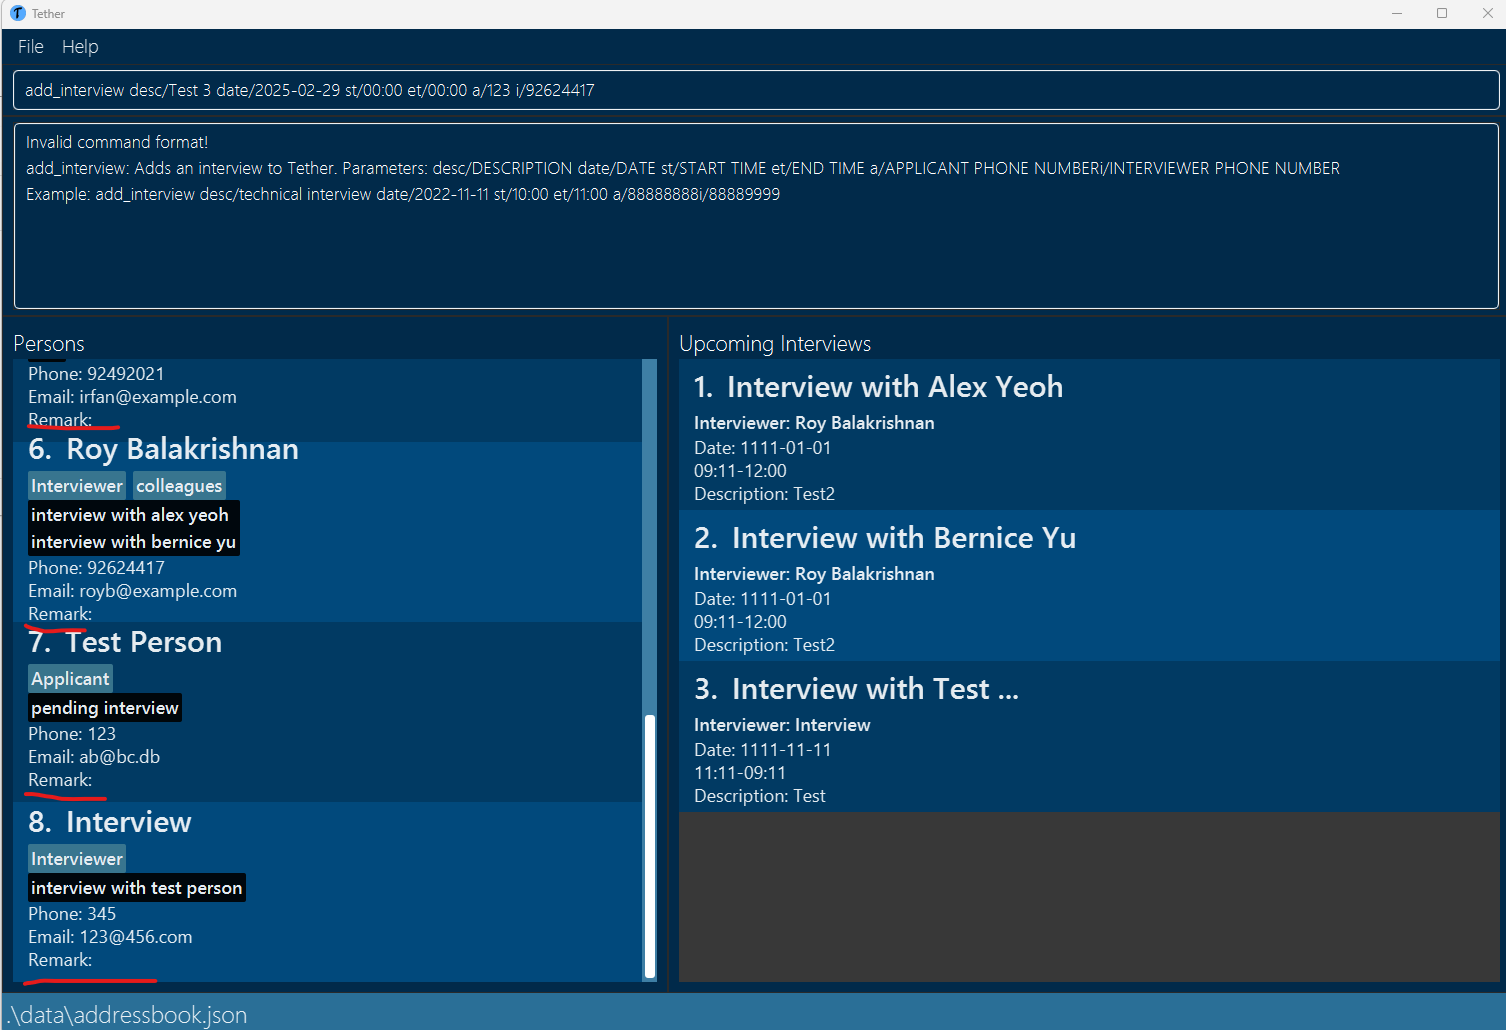 Tether
File Help
add_interview desc/Test 3 date/2025-02-29 st/00:00 et/00:00 a/123 i/92624417
Invalid command format!
add_interview: Adds an interview to Tether. Parameters: desc/DESCRIPTION date/DATE st/START TIME et/END TIME a/APPLICANT PHONE NUMBERi/INTERVIEWER PHONE NUMBER
Example: add_interview desc/technical interview date/2022-11-11 st/10:00 et/11:00 a/88888888i/88889999
Persons
Phone: 92492021
Email: irfan@example.com
Remark:
6. Roy Balakrishnan
Interviewer colleagues
interview with alex yeoh
interview with bernice yu
Phone: 92624417
Email: royb@example.com
Remark:
7. Test Person
Applicant
pending interview
Phone: 123
Email: ab@bc.db
Remark:
8. Interview
Interviewer
interview with test person
Phone: 345
Email: 123@456.com
Remark:
Upcoming Interviews
1. Interview with Alex Yeoh
Interviewer: Roy Balakrishnan
Date: 1111-01-01
09:11-12:00
Description: Test2
2. Interview with Bernice Yu
Interviewer: Roy Balakrishnan
Date: 1111-01-01
09:11-12:00
Description: Test2
3. Interview with Test ...
Interviewer: Interview
Date: 1111-11-11
11:11-09:11
Description: Test
.\data\addressbook.json